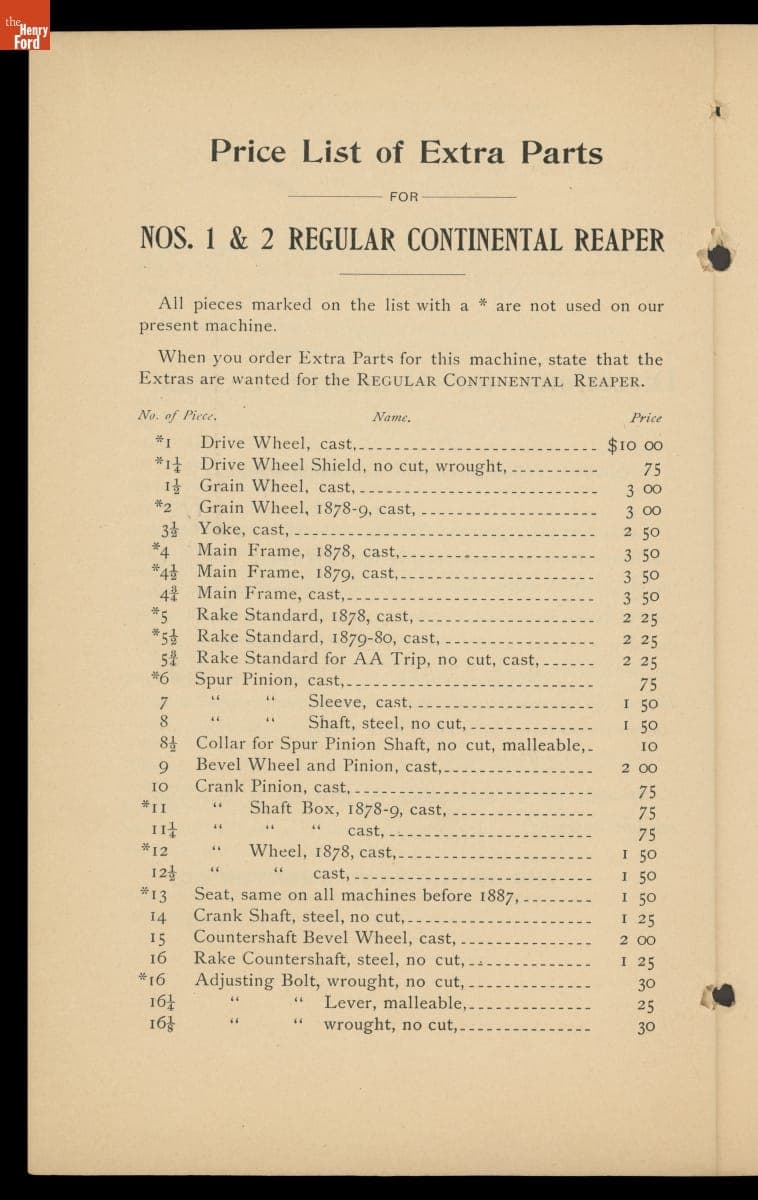 the
Henry
Ford
Price List of Extra Parts
FOR
NOS. 1 & 2 REGULAR CONTINENTAL REAPER
All pieces marked on the list with a * are not used on our
present machine.
When you order Extra Parts for this machine, state that the
Extras are wanted for the REGULAR CONTINENTAL REAPER.
No. of Piece. Name. Price
*1 Drive Wheel, cast, $10 00
*1¼ Drive Wheel Shield, no cut, wrought, 75
1½ Grain Wheel, cast, 3 00
*2 Grain Wheel, 1878-9, cast, 3 00
3½ Yoke, cast, 2 50
*4 Main Frame, 1878, cast, 3 50
*4½ Main Frame, 1879, cast, 3 50
4¾ Main Frame, cast, 3 50
*5 Rake Standard, 1878, cast, 2 25
*5½ Rake Standard, 1879-80, cast, 2 25
5¾ Rake Standard for AA Trip, no cut, cast, 2 25
*6 Spur Pinion, cast, 75
7 “ “ Sleeve, cast, 1 50
8 “ “ Shaft, steel, no cut, 1 50
8½ Collar for Spur Pinion Shaft, no cut, malleable, 10
9 Bevel Wheel and Pinion, cast, 2 00
10 Crank Pinion, cast, 75
*11 “ Shaft Box, 1878-9, cast, 75
11¼ “ “ “ cast, 75
*12 “ Wheel, 1878, cast, 1 50
12½ “ “ cast, 1 50
*13 Seat, same on all machines before 1887, 1 50
14 Crank Shaft, steel, no cut, 1 25
15 Countershaft Bevel Wheel, cast, 2 00
16 Rake Countershaft, steel, no cut, 1 25
*16 Adjusting Bolt, wrought, no cut, 30
16¼ “ “ Lever, malleable, 25
16⅛ “ “ wrought, no cut, 30